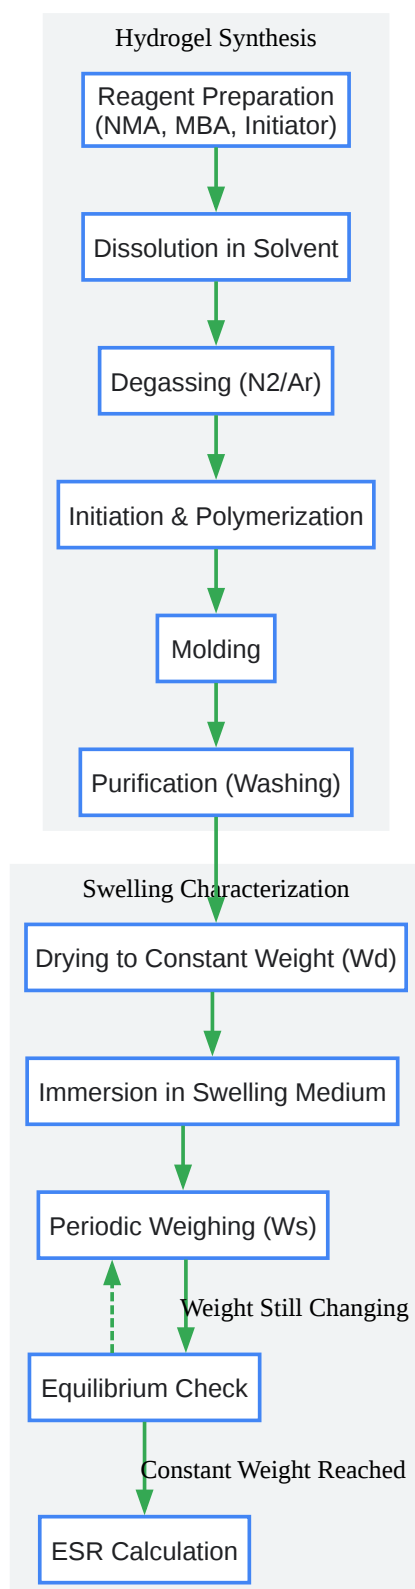 Hydrogel Synthesis
Reagent Preparation
(NMA, MBA, Initiator)
Dissolution in Solvent
Degassing (N2/Ar)
Initiation & Polymerization
Molding
Purification (Washing)
Swelling Characterization
Drying to Constant Weight (Wd)
Immersion in Swelling Medium
Periodic Weighing (Ws)
Weight Still Changing
Equilibrium Check
Constant Weight Reached
ESR Calculation